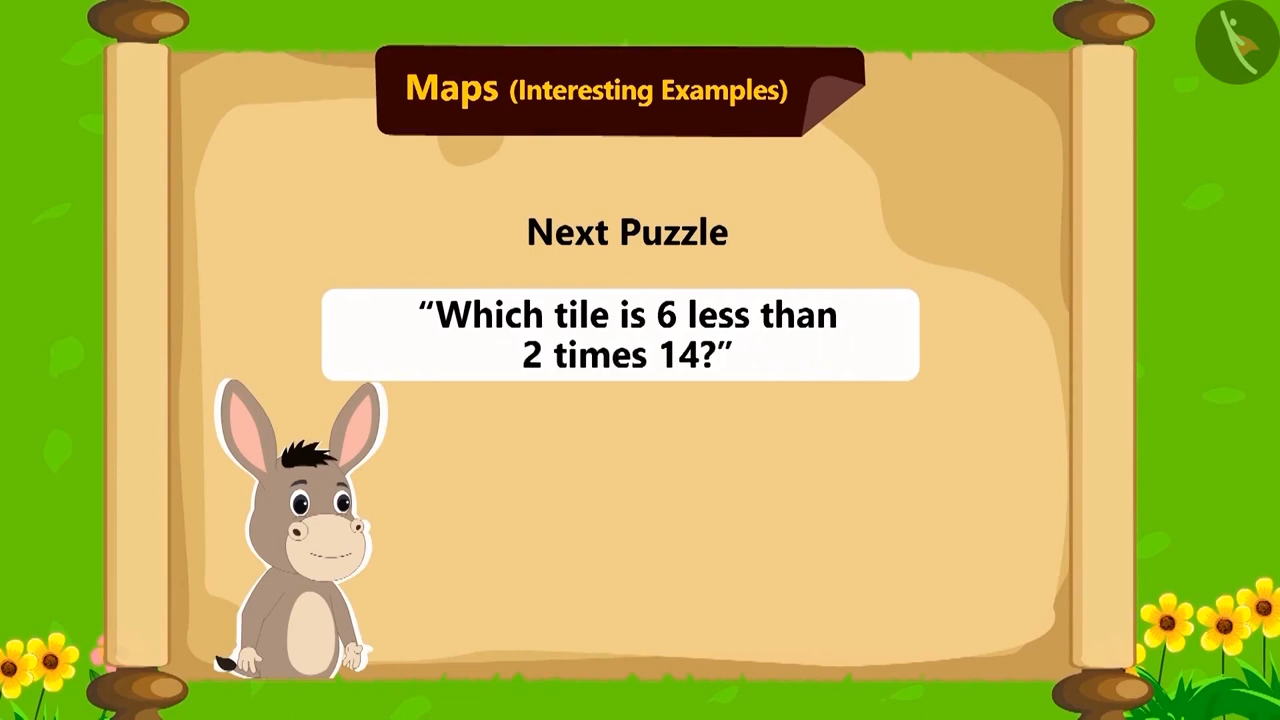 Maps (Interesting Examples)
Next Puzzle
“Which tile is 6 less than
2 times 14?”